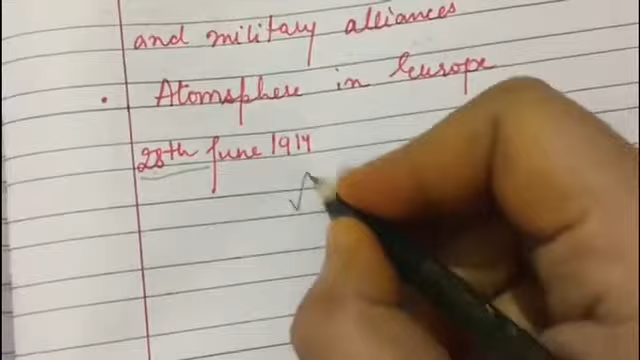 and military alliances
• Atomsphere in Europe
28th June 1914